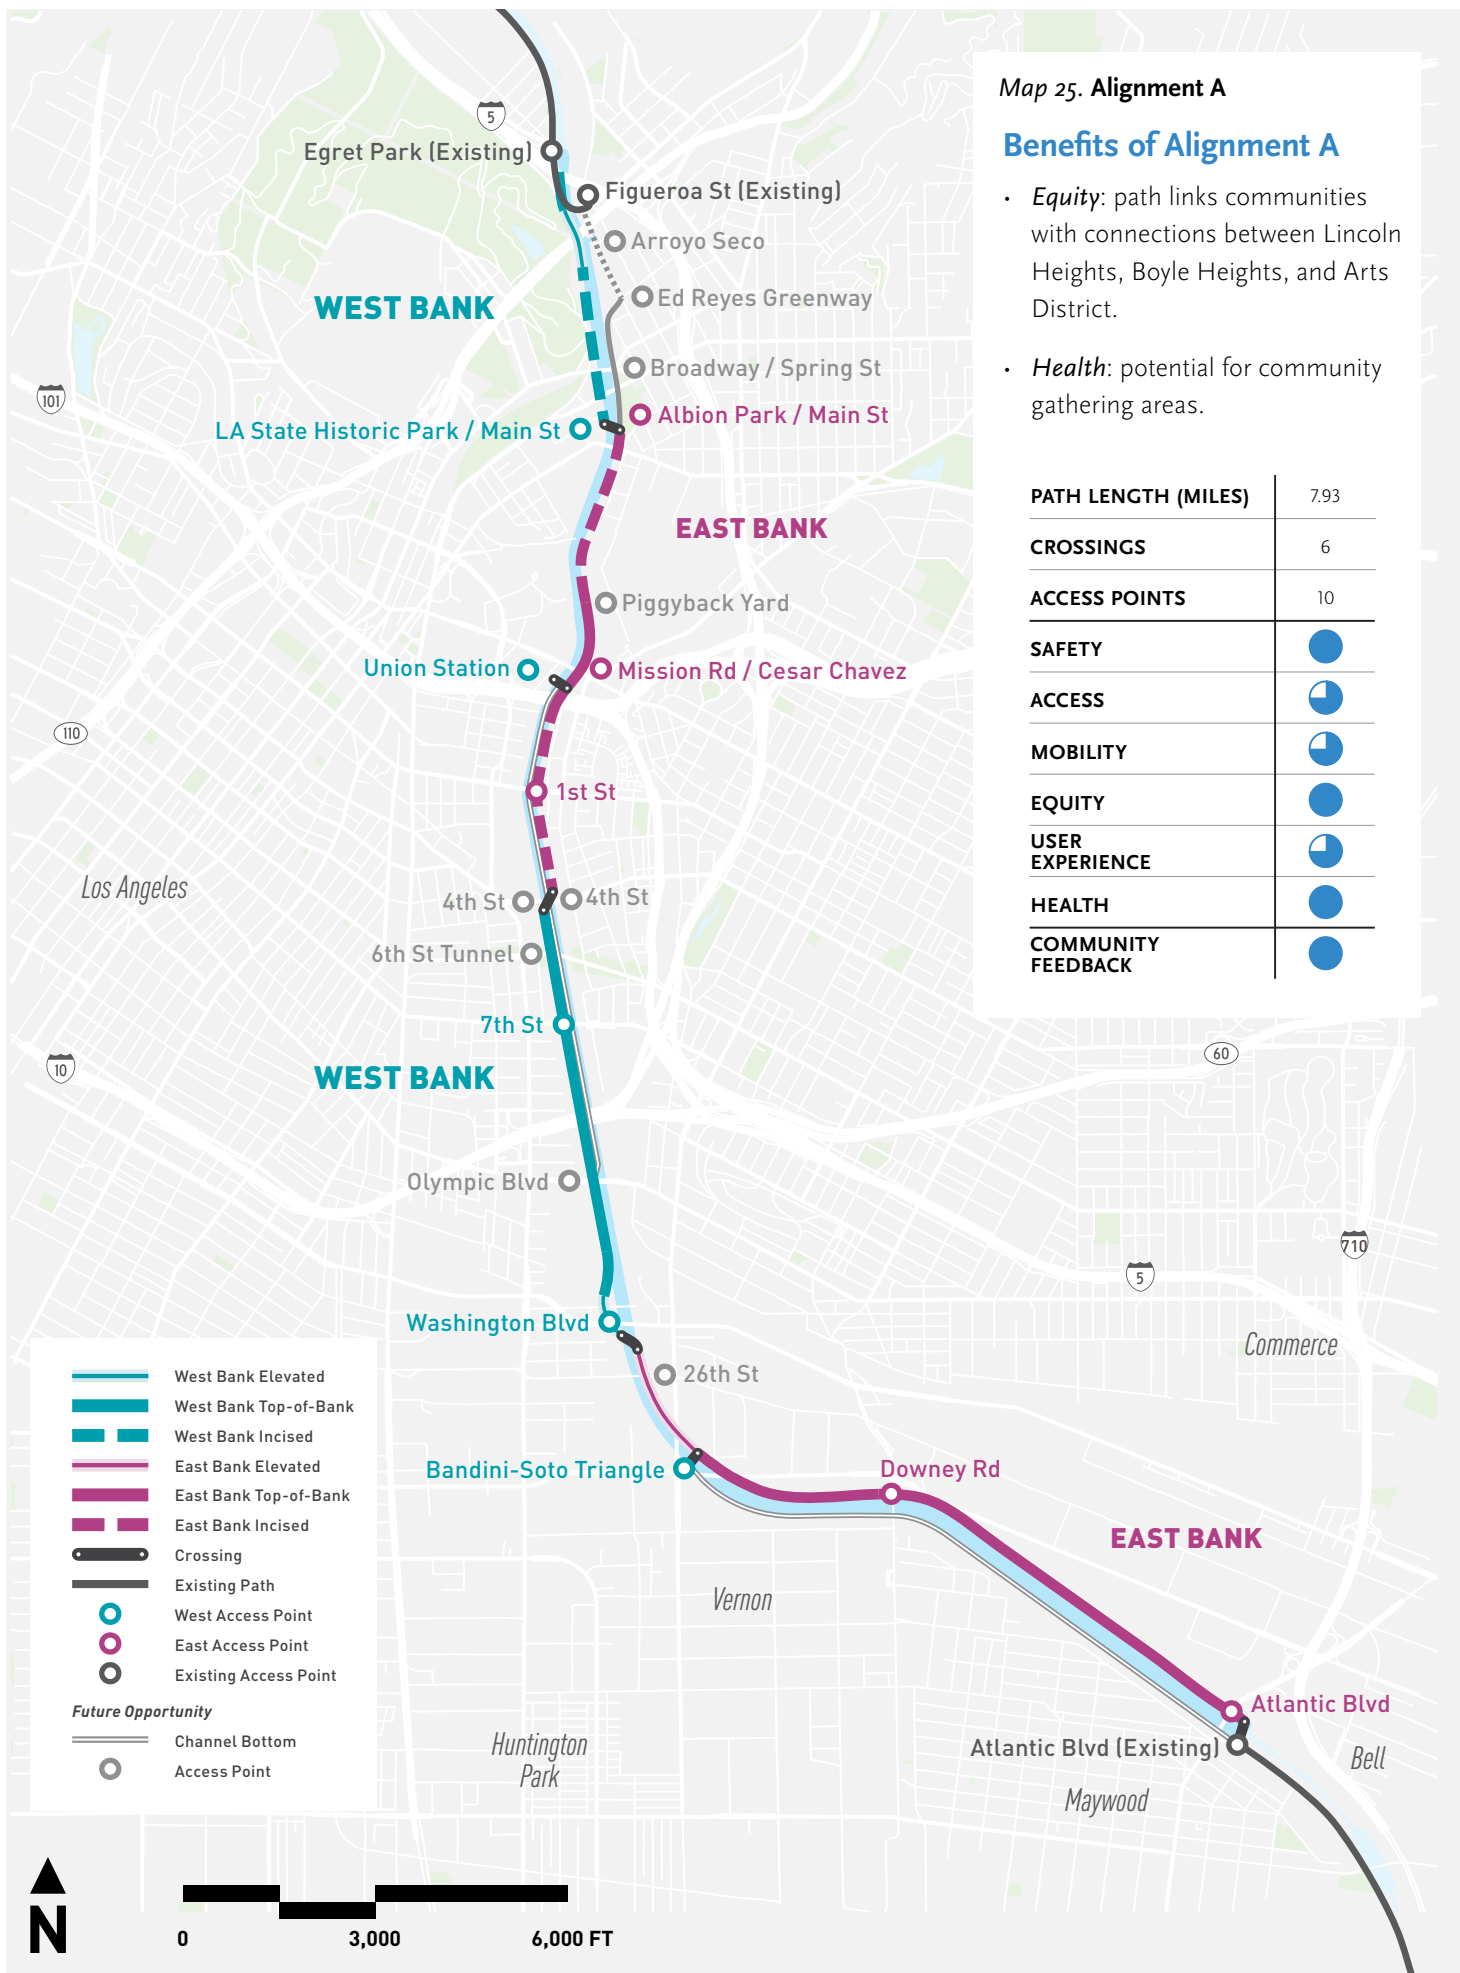 Map 25. Alignment A
Benefits of Alignment A
• Equity: path links communities
with connections between Lincoln
Heights, Boyle Heights, and Arts
District.
• Health: potential for community
gathering areas.
PATH LENGTH (MILES) 7.93
CROSSINGS 6
ACCESS POINTS 10
SAFETY
ACCESS
MOBILITY
EQUITY
USER
EXPERIENCE
HEALTH
COMMUNITY
FEEDBACK
5
Egret Park (Existing)
Figueroa St (Existing)
Arroyo Seco
Ed Reyes Greenway
WEST BANK
Broadway / Spring St
101
Albion Park / Main St
LA State Historic Park / Main St
EAST BANK
Piggyback Yard
Union Station
Mission Rd / Cesar Chavez
110
1st St
Los Angeles
4th St
4th St
6th St Tunnel
7th St
60
10
WEST BANK
Olympic Blvd
710
5
Washington Blvd
Commerce
26th St
Bandini-Soto Triangle
Downey Rd
EAST BANK
Vernon
Atlantic Blvd
Atlantic Blvd (Existing)
Bell
Huntington
Park
Maywood
West Bank Elevated
West Bank Top-of-Bank
West Bank Incised
East Bank Elevated
East Bank Top-of-Bank
East Bank Incised
Crossing
Existing Path
West Access Point
East Access Point
Existing Access Point
Future Opportunity
Channel Bottom
Access Point
N
0 3,000 6,000 FT